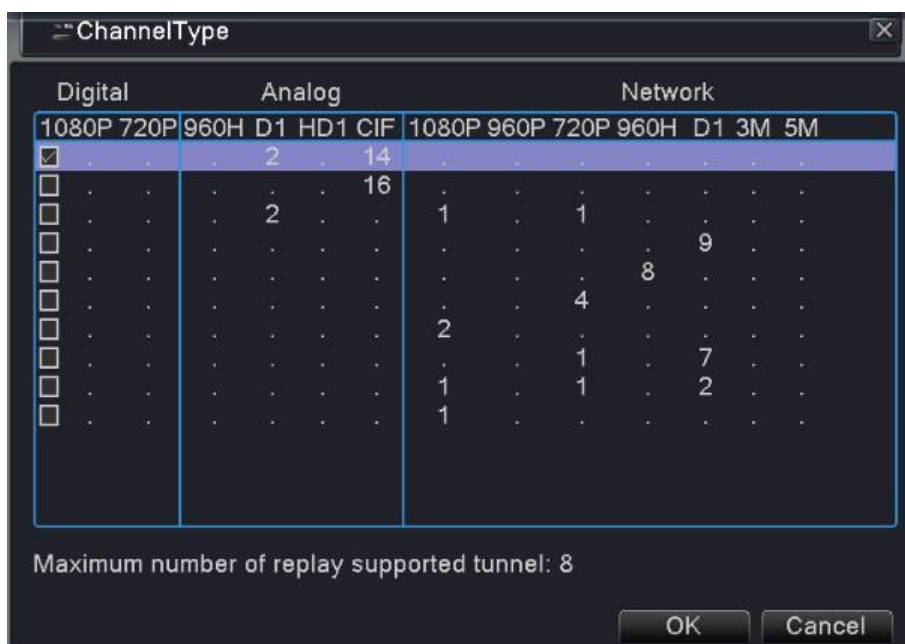 ChannelType
Digital Analog Network
1080P 720P 960H D1 HD1 CIF 1080P 960P 720P 960H D1 3M 5M
. . . 2 . 14 . . . . . . .
. . . . . 16 . . . . . . .
. . . 2 . . 1 . 1 . . . .
. . . . . . . . . . 9 . .
. . . . . . . . . 8 . . .
. . . . . . . . 4 . . . .
. . . . . . 2 . . . . . .
. . . . . . . . 1 . 7 . .
. . . . . . 1 . 1 . 2 . .
. . . . . . 1 . . . . . .
Maximum number of replay supported tunnel: 8
OK Cancel